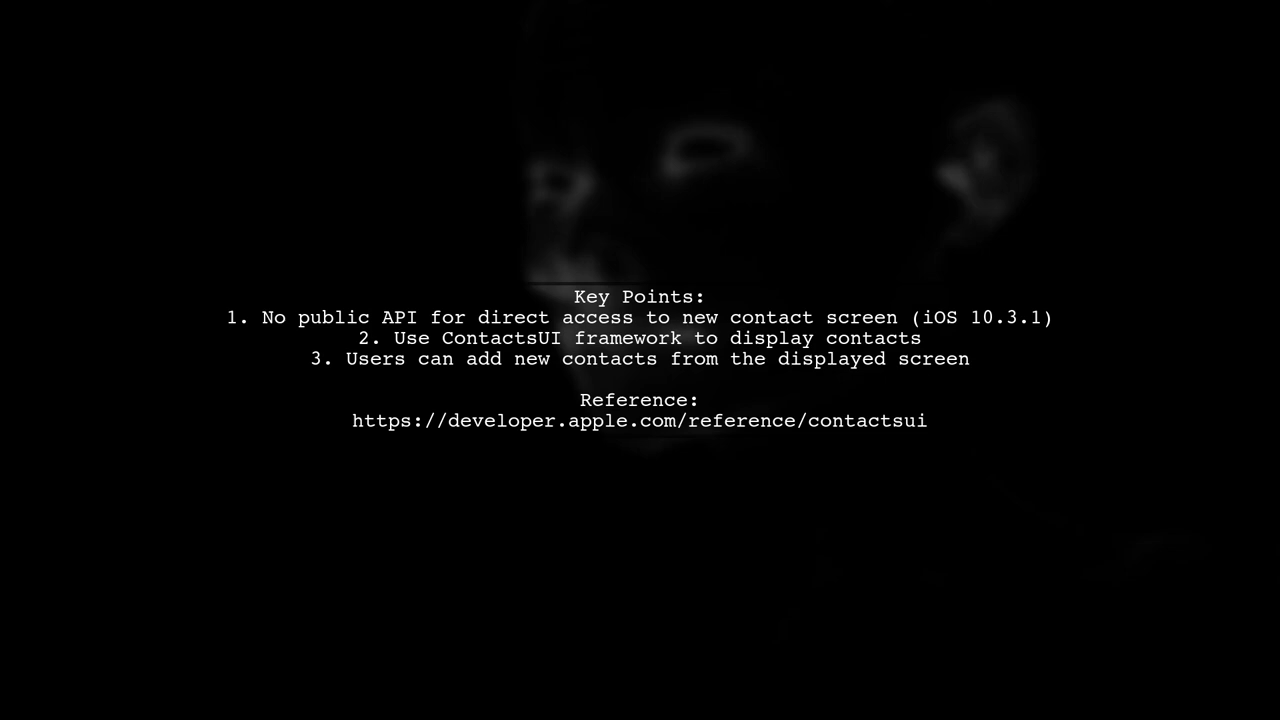 Key Points:
1. No public API for direct access to new contact screen (iOS 10.3.1)
2. Use ContactsUI framework to display contacts
3. Users can add new contacts from the displayed screen
Reference:
https://developer.apple.com/reference/contactsui